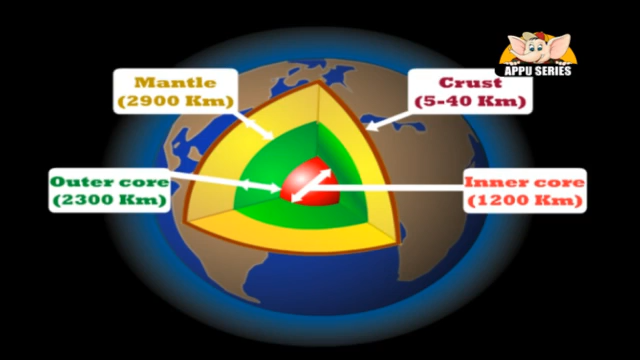 APPU SERIES
Mantle
(2900 Km)
Crust
(5-40 Km)
Outer core
(2300 Km)
Inner core
(1200 Km)